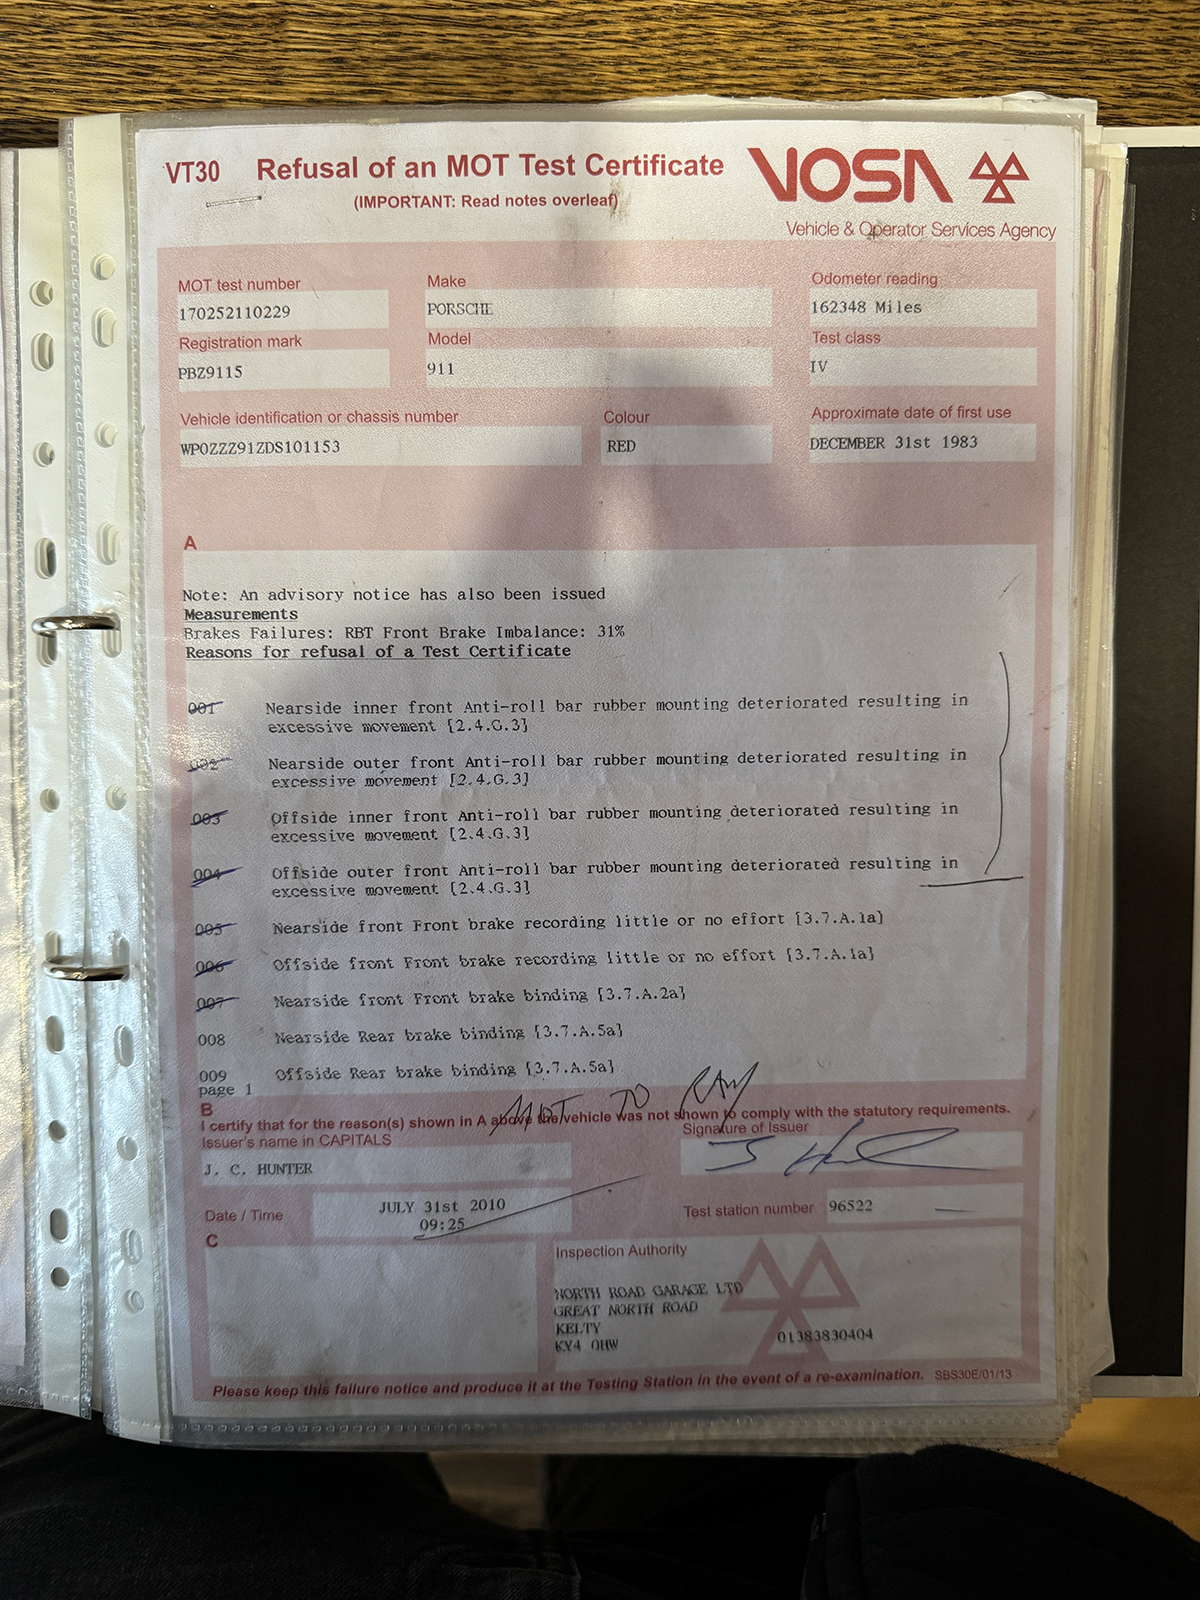 VT30 Refusal of an MOT Test Certificate
(IMPORTANT: Read notes overleaf)
VOSA
Vehicle & Operator Services Agency
MOT test number
170252110229
Make
PORSCHE
Odometer reading
162348 Miles
Registration mark
PBZ9115
Model
911
Test class
IV
Vehicle identification or chassis number
WP0ZZZ91ZDS101153
Colour
RED
Approximate date of first use
DECEMBER 31st 1983
A
Note: An advisory notice has also been issued
Measurements
Brakes Failures: RBT Front Brake Imbalance: 31%
Reasons for refusal of a Test Certificate
001 Nearside inner front Anti-roll bar rubber mounting deteriorated resulting in
excessive movement [2.4.G.3]
002 Nearside outer front Anti-roll bar rubber mounting deteriorated resulting in
excessive movement [2.4.G.3]
003 Offside inner front Anti-roll bar rubber mounting deteriorated resulting in
excessive movement [2.4.G.3]
004 Offside outer front Anti-roll bar rubber mounting deteriorated resulting in
excessive movement [2.4.G.3]
005 Nearside front Front brake recording little or no effort [3.7.A.1a]
006 Offside front Front brake recording little or no effort [3.7.A.1a]
007 Nearside front Front brake binding [3.7.A.2a]
008 Nearside Rear brake binding [3.7.A.5a]
009 Offside Rear brake binding [3.7.A.5a]
page 1
TO
B
I certify that for the reason(s) shown in A above the vehicle was not shown to comply with the statutory requirements.
Issuer's name in CAPITALS
J. C. HUNTER
Signature of Issuer
Date / Time
JULY 31st 2010
09:25
Test station number
96522
C
Inspection Authority
NORTH ROAD GARAGE LTD
GREAT NORTH ROAD
KELTY
KY4 0HW
01383830404
Please keep this failure notice and produce it at the Testing Station in the event of a re-examination. SBS30E/01/13